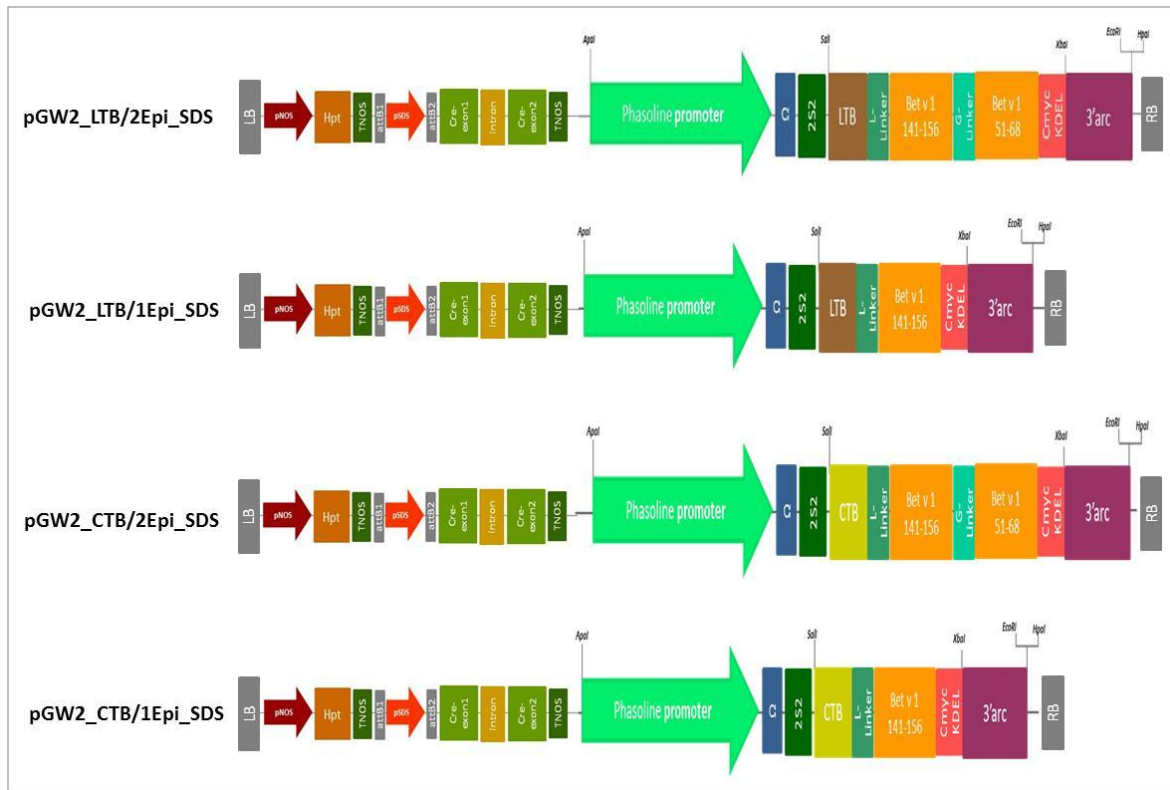 ApaI SalI XbaI EcoRI HpaI
pGW2_LTB/2Epi_SDS LB pNOS Hpt TNOS attB1 pSDS attB2 Cre-exon1 Intron Cre-exon2 TNOS Phasoline promoter Ω 2S2 LTB L-Linker Bet v 1 141-156 G-Linker Bet v 1 51-68 Cmyc KDEL 3'arc RB
ApaI SalI XbaI EcoRI HpaI
pGW2_LTB/1Epi_SDS LB pNOS Hpt TNOS attB1 pSDS attB2 Cre-exon1 Intron Cre-exon2 TNOS Phasoline promoter Ω 2S2 LTB L-Linker Bet v 1 141-156 Cmyc KDEL 3'arc RB
ApaI SalI XbaI EcoRI HpaI
pGW2_CTB/2Epi_SDS LB pNOS Hpt TNOS attB1 pSDS attB2 Cre-exon1 Intron Cre-exon2 TNOS Phasoline promoter Ω 2S2 CTB L-Linker Bet v 1 141-156 G-Linker Bet v 1 51-68 Cmyc KDEL 3'arc RB
ApaI SalI XbaI EcoRI HpaI
pGW2_CTB/1Epi_SDS LB pNOS Hpt TNOS attB1 pSDS attB2 Cre-exon1 Intron Cre-exon2 TNOS Phasoline promoter Ω 2S2 CTB L-Linker Bet v 1 141-156 Cmyc KDEL 3'arc RB